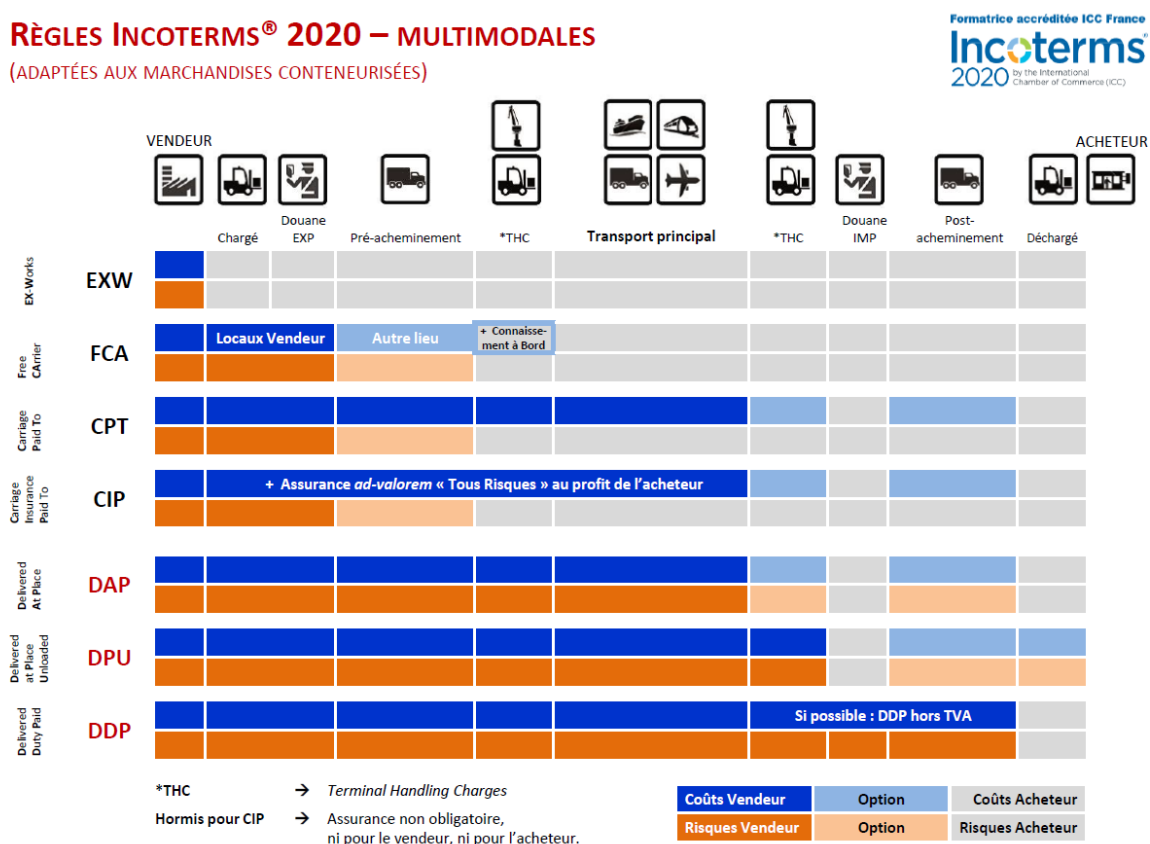 RÈGLES INCOTERMS® 2020 – MULTIMODALES
(ADAPTÉES AUX MARCHANDISES CONTENEURISÉES)
Formatrice accréditée ICC France
Incoterms®
2020 by the International
Chamber of Commerce (ICC)
VENDEUR
ACHETEUR
Chargé
Douane
EXP
Pré-acheminement
*THC
Transport principal
*THC
Douane
IMP
Post-
acheminement
Déchargé
EX-Works
EXW
Free
CArrier
FCA
Locaux Vendeur
Autre lieu
+ Connaisse-
ment à Bord
Carriage
Paid To
CPT
Carriage
Insurance
Paid To
CIP
+ Assurance ad-valorem « Tous Risques » au profit de l’acheteur
Delivered
At Place
DAP
Delivered
at Place
Unloaded
DPU
Delivered
Duty Paid
DDP
Si possible : DDP hors TVA
*THC → Terminal Handling Charges
Hormis pour CIP → Assurance non obligatoire,
ni pour le vendeur, ni pour l’acheteur.
Coûts Vendeur Option Coûts Acheteur
Risques Vendeur Option Risques Acheteur